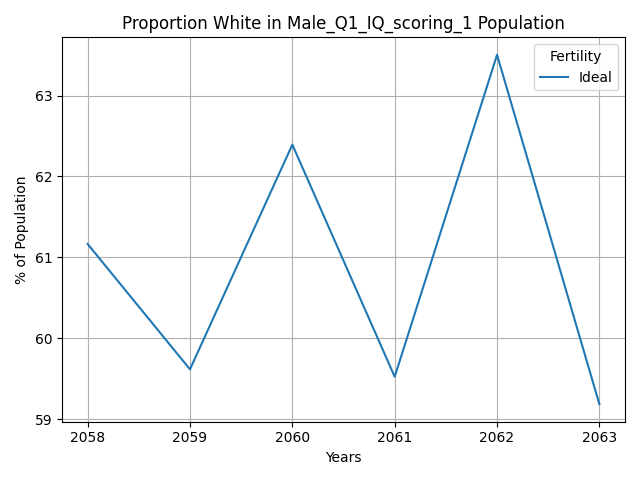 Proportion White in Male_Q1_IQ_scoring_1 Population
Fertility
Ideal
% of Population
63
62
61
60
59
2058 2059 2060 2061 2062 2063
Years